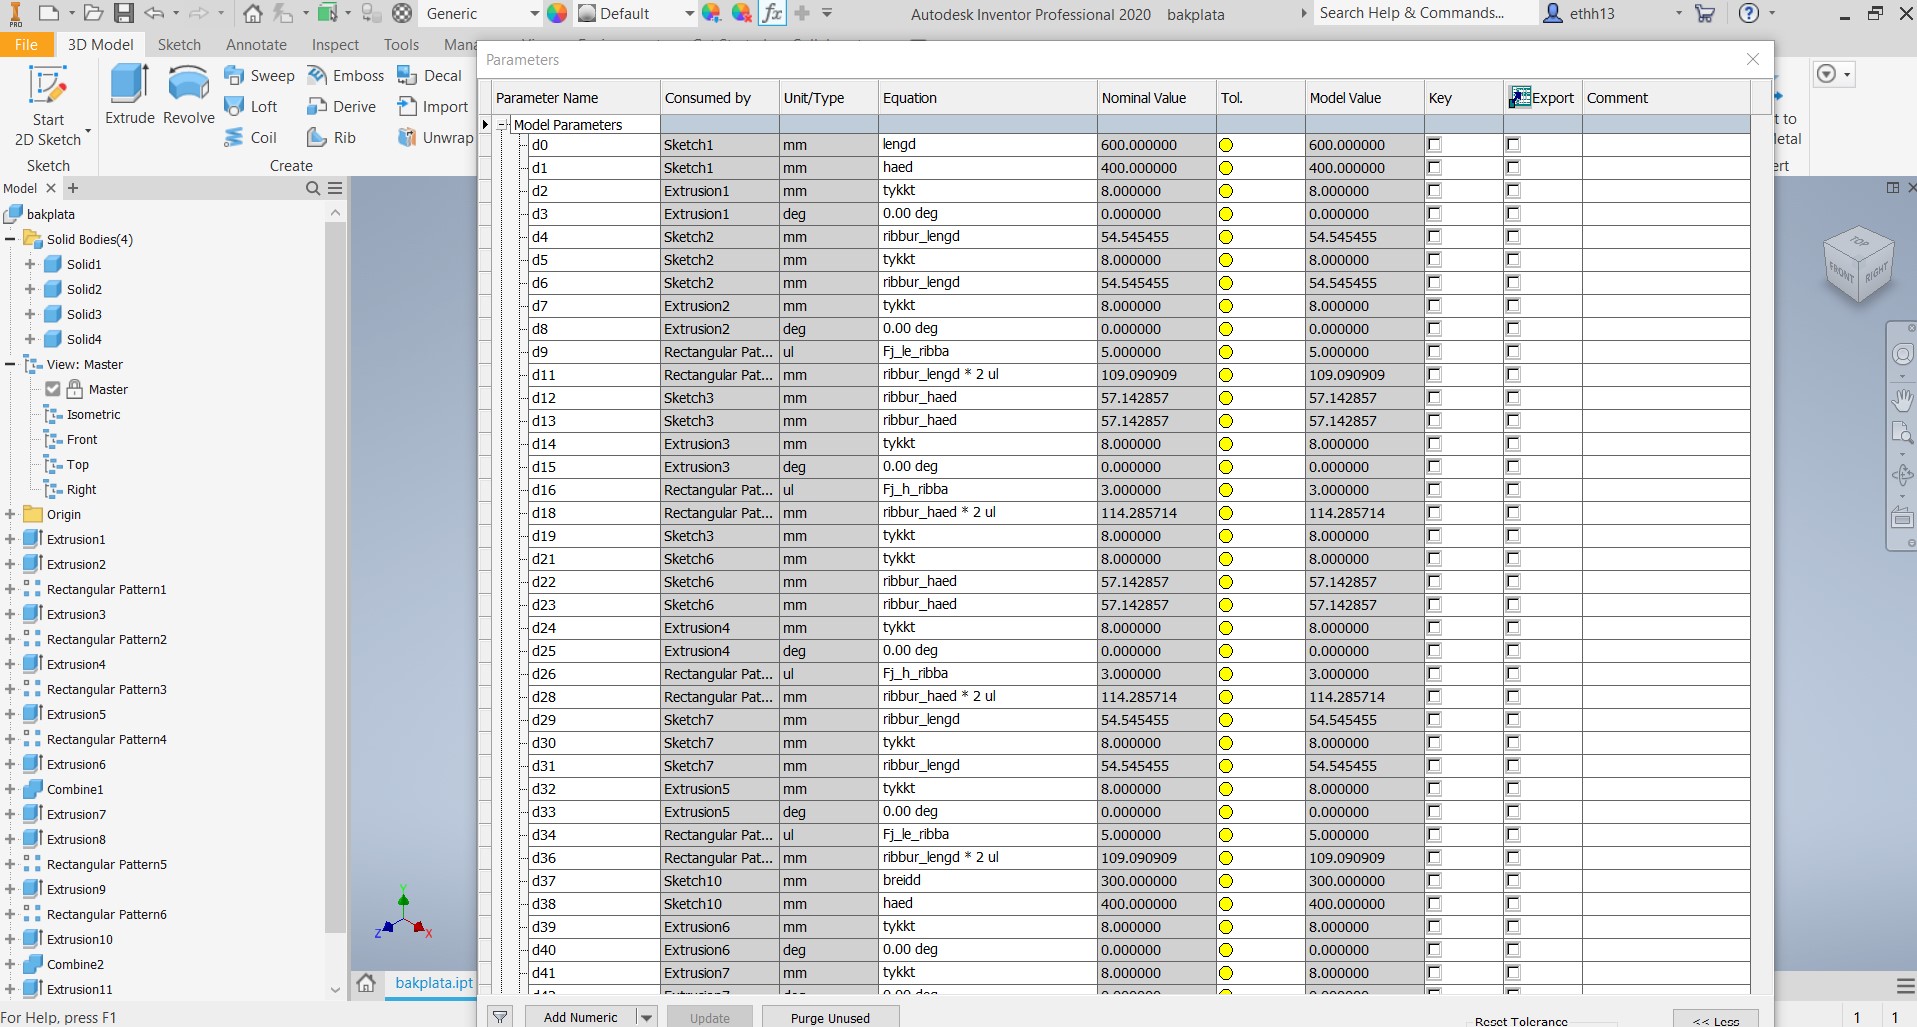 PRO
Generic
Default
fx
Autodesk Inventor Professional 2020 bakplata
Search Help & Commands...
ethh13
File 3D Model Sketch Annotate Inspect Tools
Start
2D Sketch
Extrude Revolve
Sweep Emboss Decal
Loft Derive Import
Coil Rib Unwrap
Sketch Create
Model
bakplata
Solid Bodies(4)
Solid1
Solid2
Solid3
Solid4
View: Master
Master
Isometric
Front
Top
Right
Origin
Extrusion1
Extrusion2
Rectangular Pattern1
Extrusion3
Rectangular Pattern2
Extrusion4
Rectangular Pattern3
Extrusion5
Rectangular Pattern4
Extrusion6
Combine1
Extrusion7
Extrusion8
Rectangular Pattern5
Extrusion9
Rectangular Pattern6
Extrusion10
Combine2
Extrusion11
Y
Z X
bakplata.ipt
Parameters
Parameter Name Consumed by Unit/Type Equation Nominal Value Tol. Model Value Key Export Comment
Model Parameters
d0 Sketch1 mm lengd 600.000000 600.000000
d1 Sketch1 mm haed 400.000000 400.000000
d2 Extrusion1 mm tykkt 8.000000 8.000000
d3 Extrusion1 deg 0.00 deg 0.000000 0.000000
d4 Sketch2 mm ribbur_lengd 54.545455 54.545455
d5 Sketch2 mm tykkt 8.000000 8.000000
d6 Sketch2 mm ribbur_lengd 54.545455 54.545455
d7 Extrusion2 mm tykkt 8.000000 8.000000
d8 Extrusion2 deg 0.00 deg 0.000000 0.000000
d9 Rectangular Pat... ul Fj_le_ribba 5.000000 5.000000
d11 Rectangular Pat... mm ribbur_lengd * 2 ul 109.090909 109.090909
d12 Sketch3 mm ribbur_haed 57.142857 57.142857
d13 Sketch3 mm ribbur_haed 57.142857 57.142857
d14 Extrusion3 mm tykkt 8.000000 8.000000
d15 Extrusion3 deg 0.00 deg 0.000000 0.000000
d16 Rectangular Pat... ul Fj_h_ribba 3.000000 3.000000
d18 Rectangular Pat... mm ribbur_haed * 2 ul 114.285714 114.285714
d19 Sketch3 mm tykkt 8.000000 8.000000
d21 Sketch6 mm tykkt 8.000000 8.000000
d22 Sketch6 mm ribbur_haed 57.142857 57.142857
d23 Sketch6 mm ribbur_haed 57.142857 57.142857
d24 Extrusion4 mm tykkt 8.000000 8.000000
d25 Extrusion4 deg 0.00 deg 0.000000 0.000000
d26 Rectangular Pat... ul Fj_h_ribba 3.000000 3.000000
d28 Rectangular Pat... mm ribbur_haed * 2 ul 114.285714 114.285714
d29 Sketch7 mm ribbur_lengd 54.545455 54.545455
d30 Sketch7 mm tykkt 8.000000 8.000000
d31 Sketch7 mm ribbur_lengd 54.545455 54.545455
d32 Extrusion5 mm tykkt 8.000000 8.000000
d33 Extrusion5 deg 0.00 deg 0.000000 0.000000
d34 Rectangular Pat... ul Fj_le_ribba 5.000000 5.000000
d36 Rectangular Pat... mm ribbur_lengd * 2 ul 109.090909 109.090909
d37 Sketch10 mm breidd 300.000000 300.000000
d38 Sketch10 mm haed 400.000000 400.000000
d39 Extrusion6 mm tykkt 8.000000 8.000000
d40 Extrusion6 deg 0.00 deg 0.000000 0.000000
d41 Extrusion7 mm tykkt 8.000000 8.000000
Add Numeric Update Purge Unused Reset Tolerance << Less
TOP
FRONT RIGHT
For Help, press F1
1 1